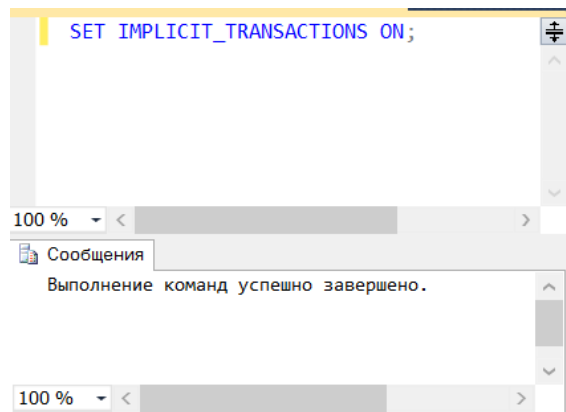 SET IMPLICIT_TRANSACTIONS ON;
100 %
Сообщения
Выполнение команд успешно завершено.
100 %